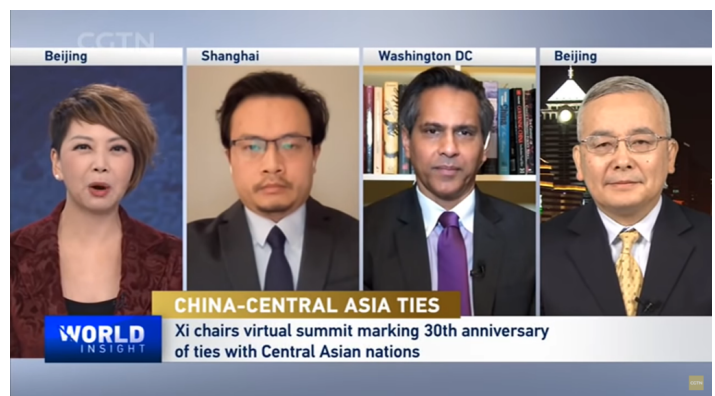 CGTN
Beijing
Shanghai
Washington DC
Beijing
CHINA-CENTRAL ASIA TIES
WORLD
INSIGHT
Xi chairs virtual summit marking 30th anniversary
of ties with Central Asian nations
CGTN